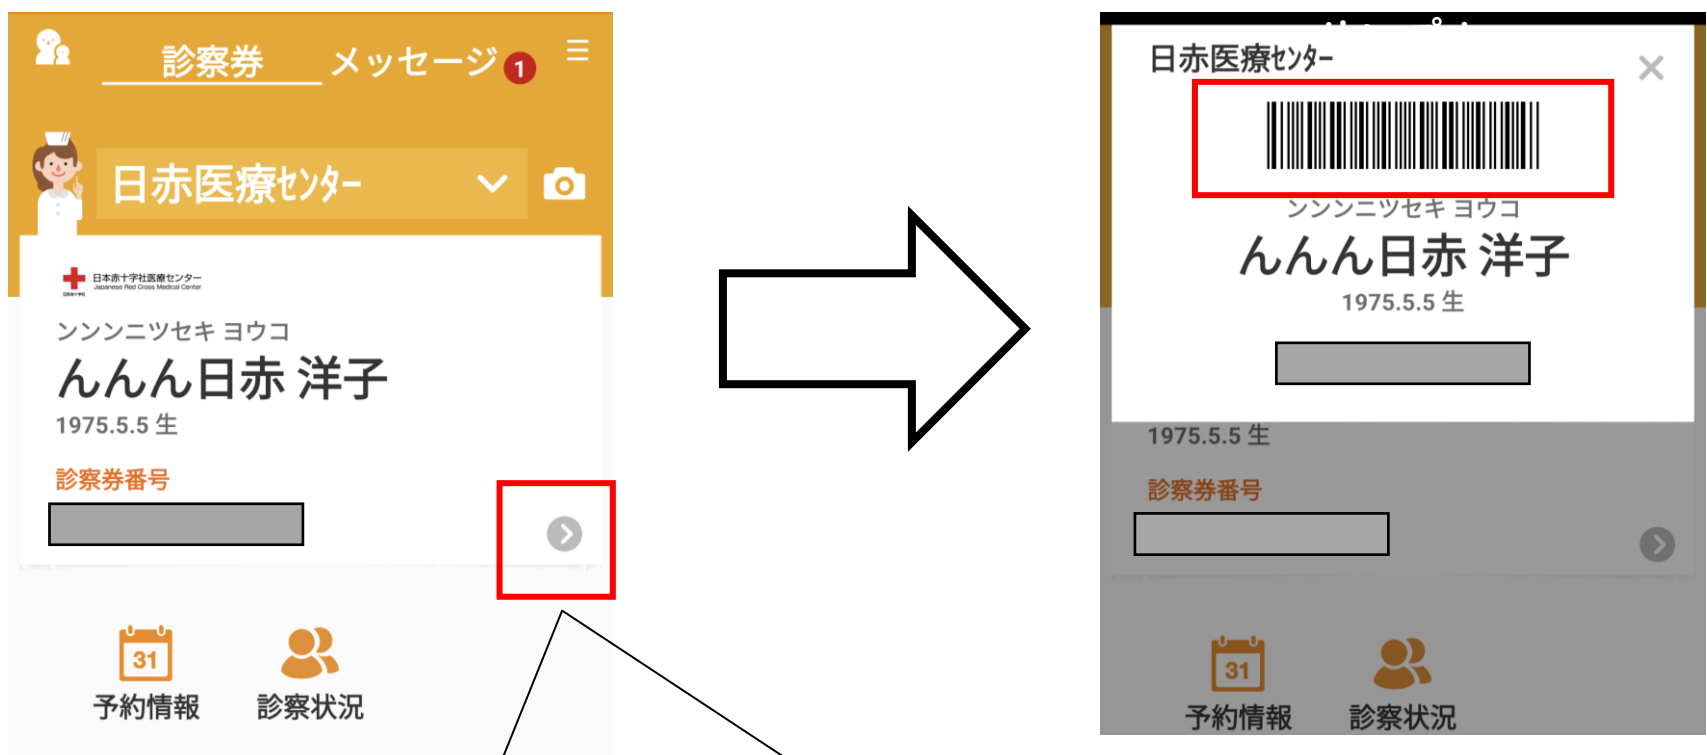 診察券 メッセージ 1
日赤医療センター
日本赤十字社医療センター
Japanese Red Cross Medical Center
ンンンニツセキ ヨウコ
んんん日赤 洋子
1975.5.5 生
診察券番号
31
予約情報 診察状況
日赤医療センター
ンンンニツセキ ヨウコ
んんん日赤 洋子
1975.5.5 生
1975.5.5 生
診察券番号
31
予約情報 診察状況